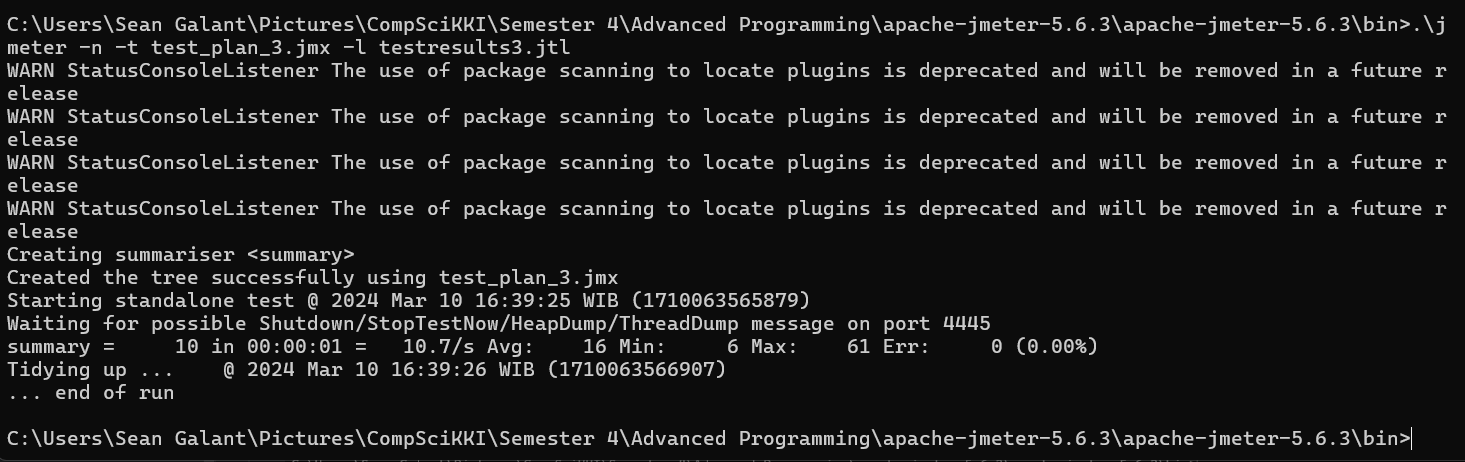 C:\Users\Sean Galant\Pictures\CompSciKKI\Semester 4\Advanced Programming\apache-jmeter-5.6.3\apache-jmeter-5.6.3\bin>.\j
meter -n -t test_plan_3.jmx -l testresults3.jtl
WARN StatusConsoleListener The use of package scanning to locate plugins is deprecated and will be removed in a future r
elease
WARN StatusConsoleListener The use of package scanning to locate plugins is deprecated and will be removed in a future r
elease
WARN StatusConsoleListener The use of package scanning to locate plugins is deprecated and will be removed in a future r
elease
WARN StatusConsoleListener The use of package scanning to locate plugins is deprecated and will be removed in a future r
elease
Creating summariser <summary>
Created the tree successfully using test_plan_3.jmx
Starting standalone test @ 2024 Mar 10 16:39:25 WIB (1710063565879)
Waiting for possible Shutdown/StopTestNow/HeapDump/ThreadDump message on port 4445
summary =     10 in 00:00:01 =   10.7/s Avg:    16 Min:     6 Max:    61 Err:     0 (0.00%)
Tidying up ...    @ 2024 Mar 10 16:39:26 WIB (1710063566907)
... end of run
C:\Users\Sean Galant\Pictures\CompSciKKI\Semester 4\Advanced Programming\apache-jmeter-5.6.3\apache-jmeter-5.6.3\bin>